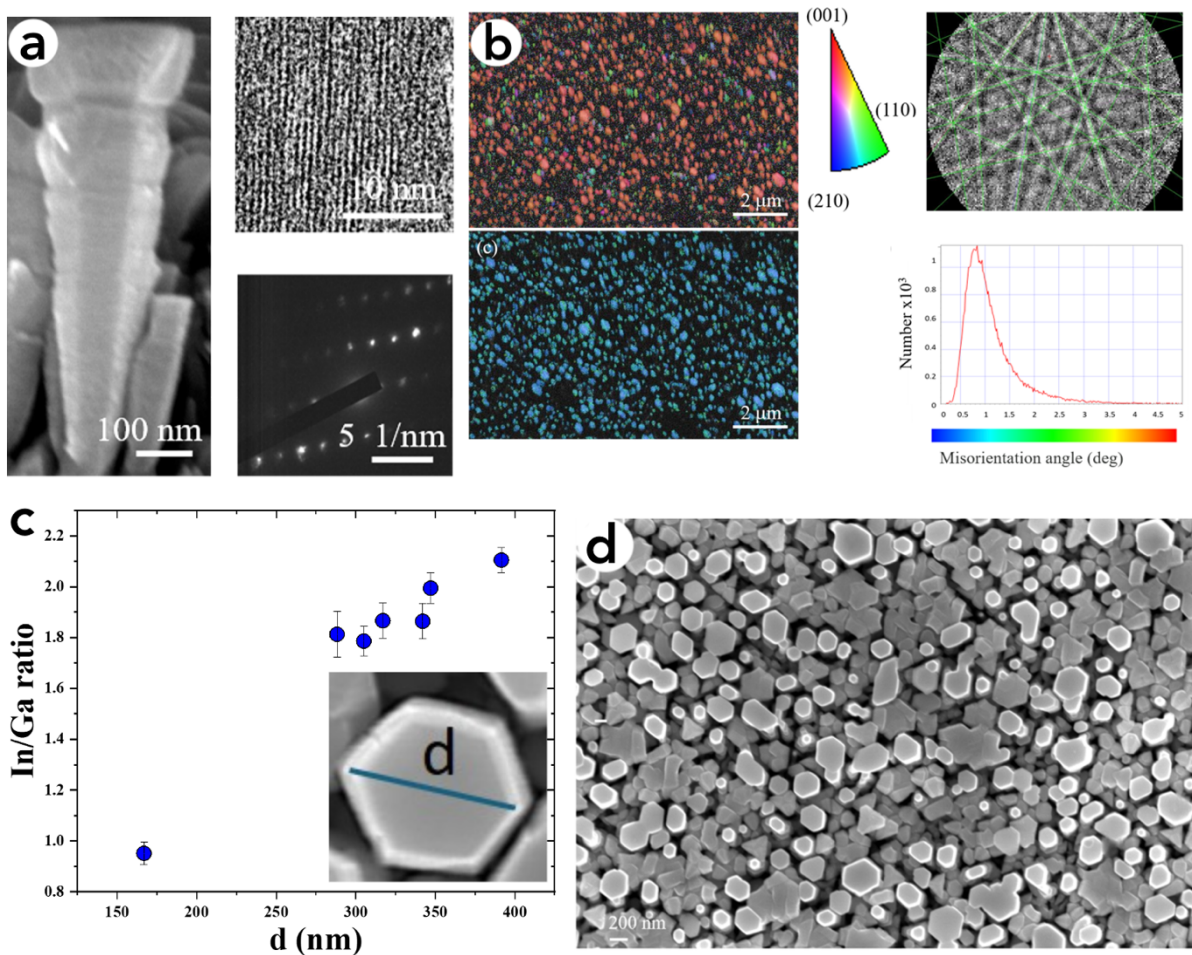 a
100 nm
10 nm
5 1/nm
b
2 µm
(c)
2 µm
(001)
(110)
(210)
Number x10³
1
0.8
0.6
0.4
0.2
0
0 0.5 1 1.5 2 2.5 3 3.5 4 4.5 5
Misorientation angle (deg)
c
In/Ga ratio
2.2
2.0
1.8
1.6
1.4
1.2
1.0
0.8
150 200 250 300 350 400
d (nm)
d
d
200 nm